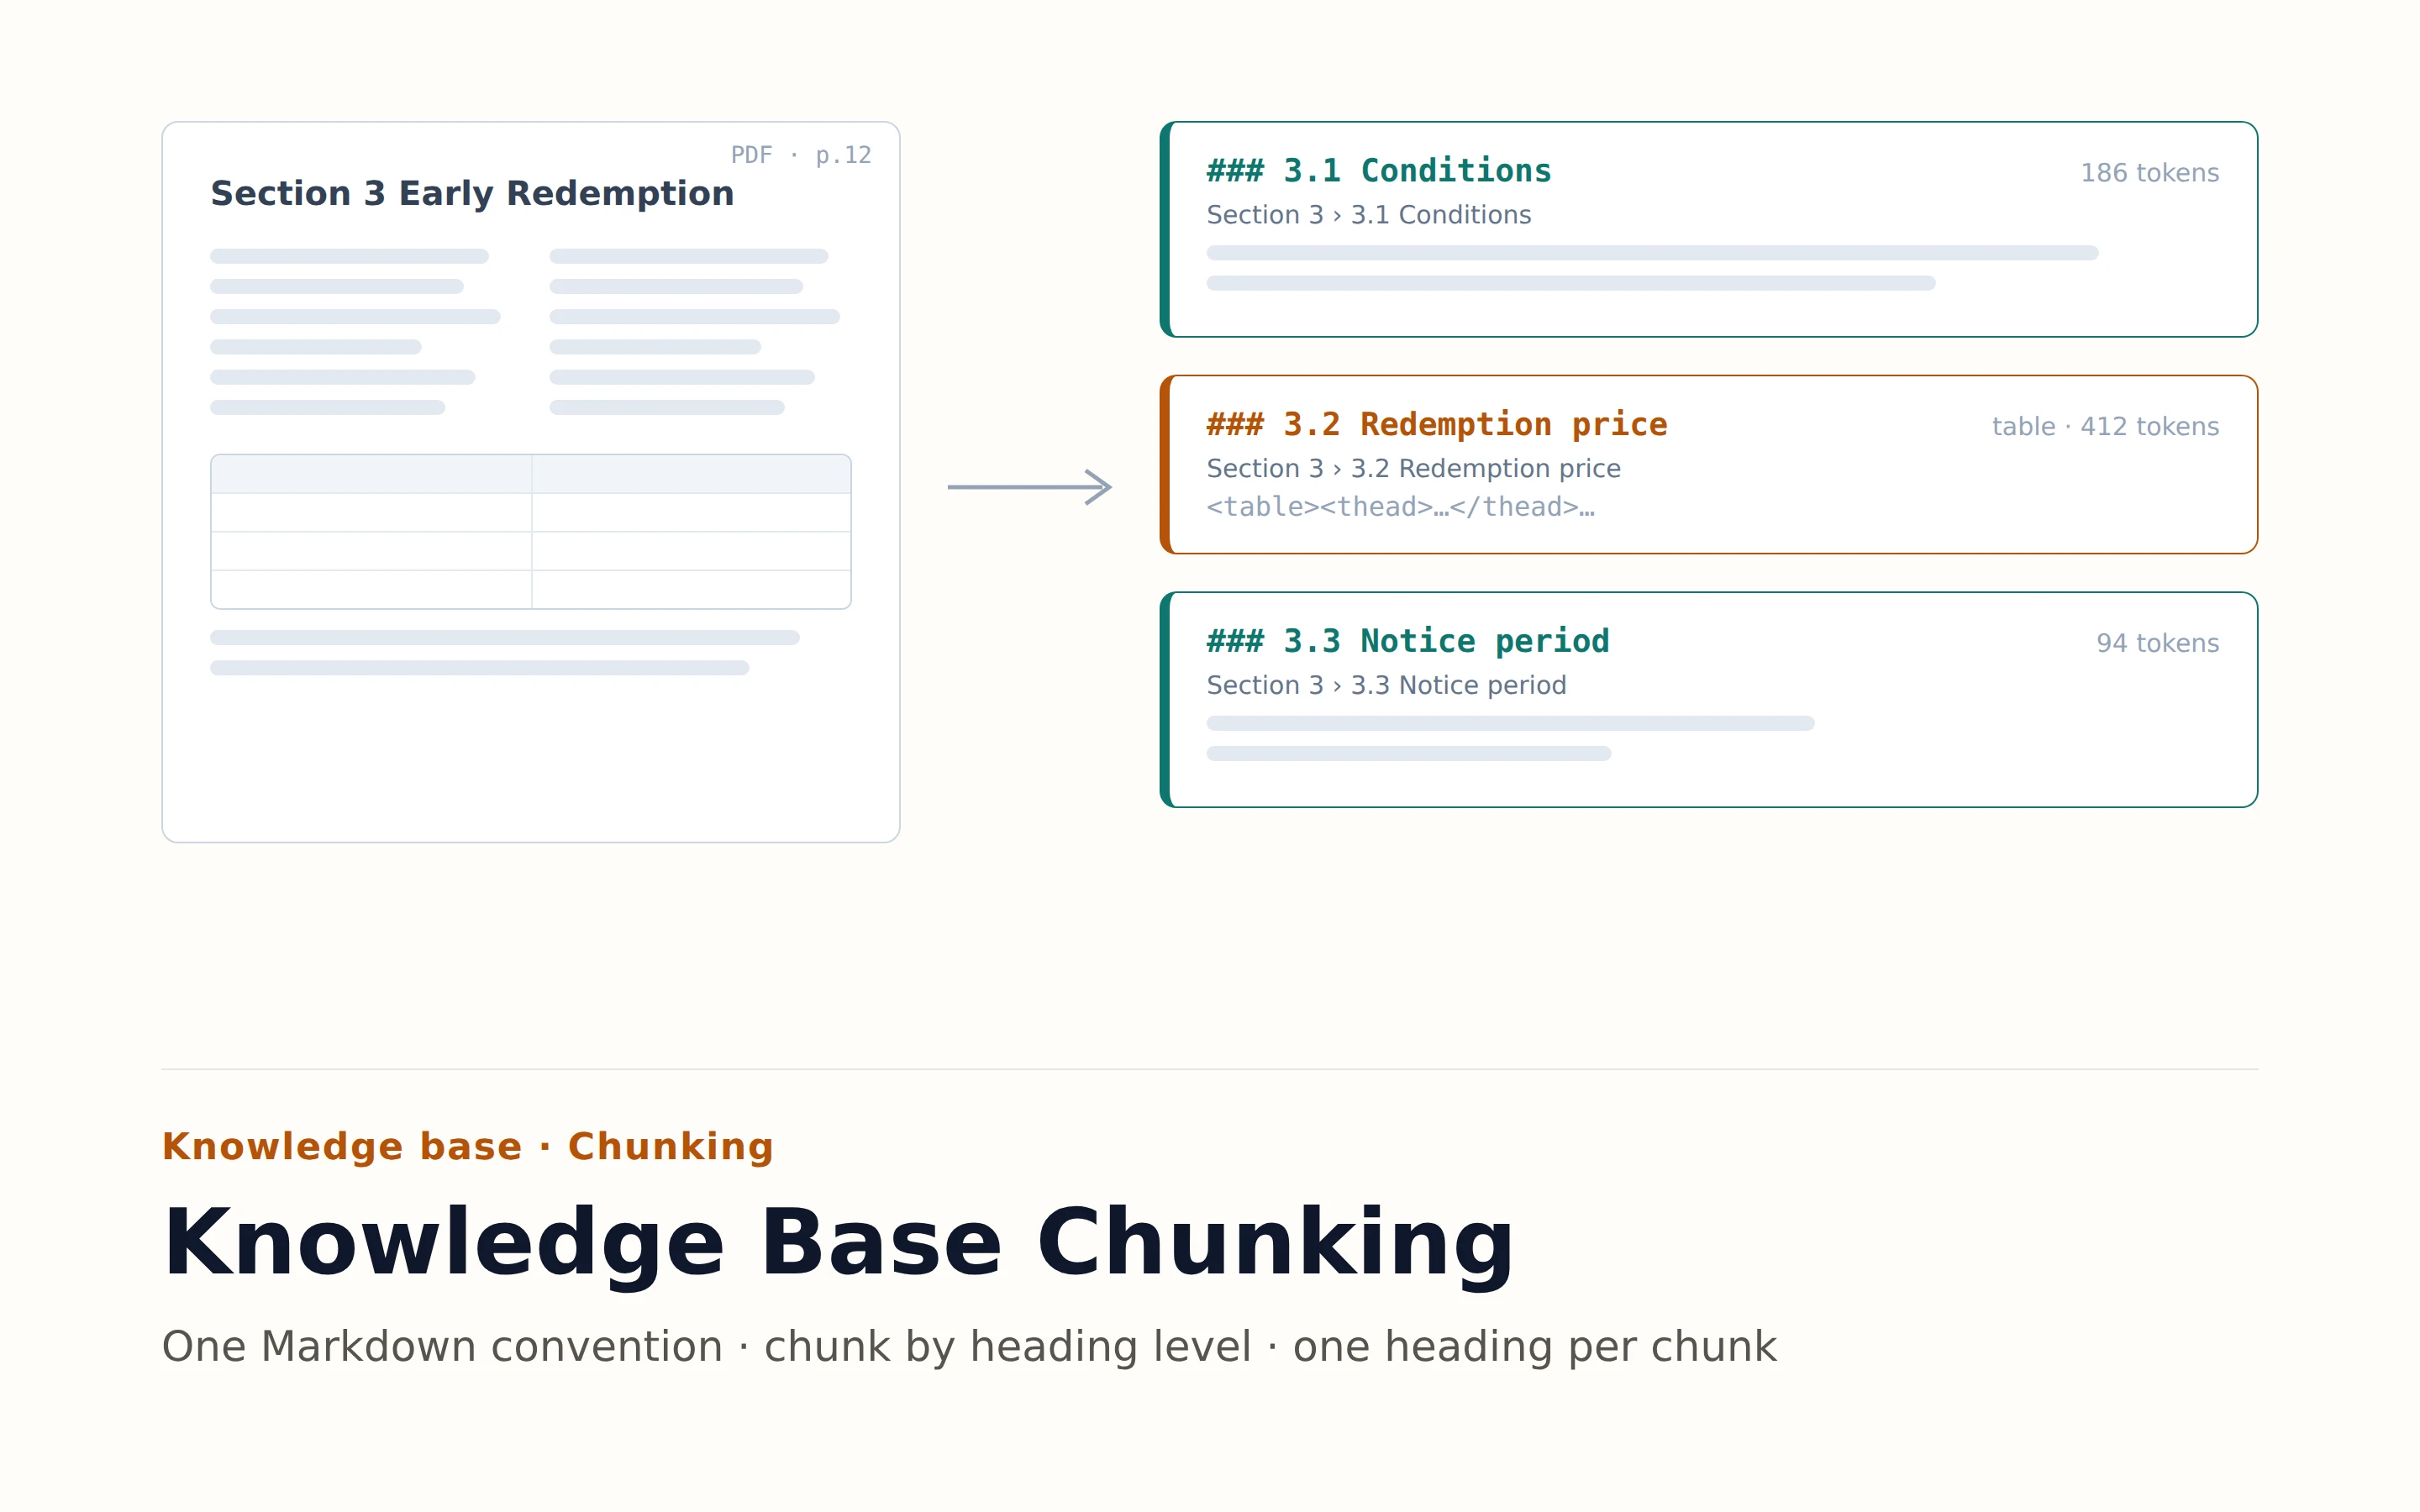 PDF · p.12
Section 3 Early Redemption
### 3.1 Conditions
186 tokens
Section 3 › 3.1 Conditions
### 3.2 Redemption price
table · 412 tokens
Section 3 › 3.2 Redemption price
<table><thead>…</thead>…
### 3.3 Notice period
94 tokens
Section 3 › 3.3 Notice period
Knowledge base · Chunking
Knowledge Base Chunking
One Markdown convention · chunk by heading level · one heading per chunk